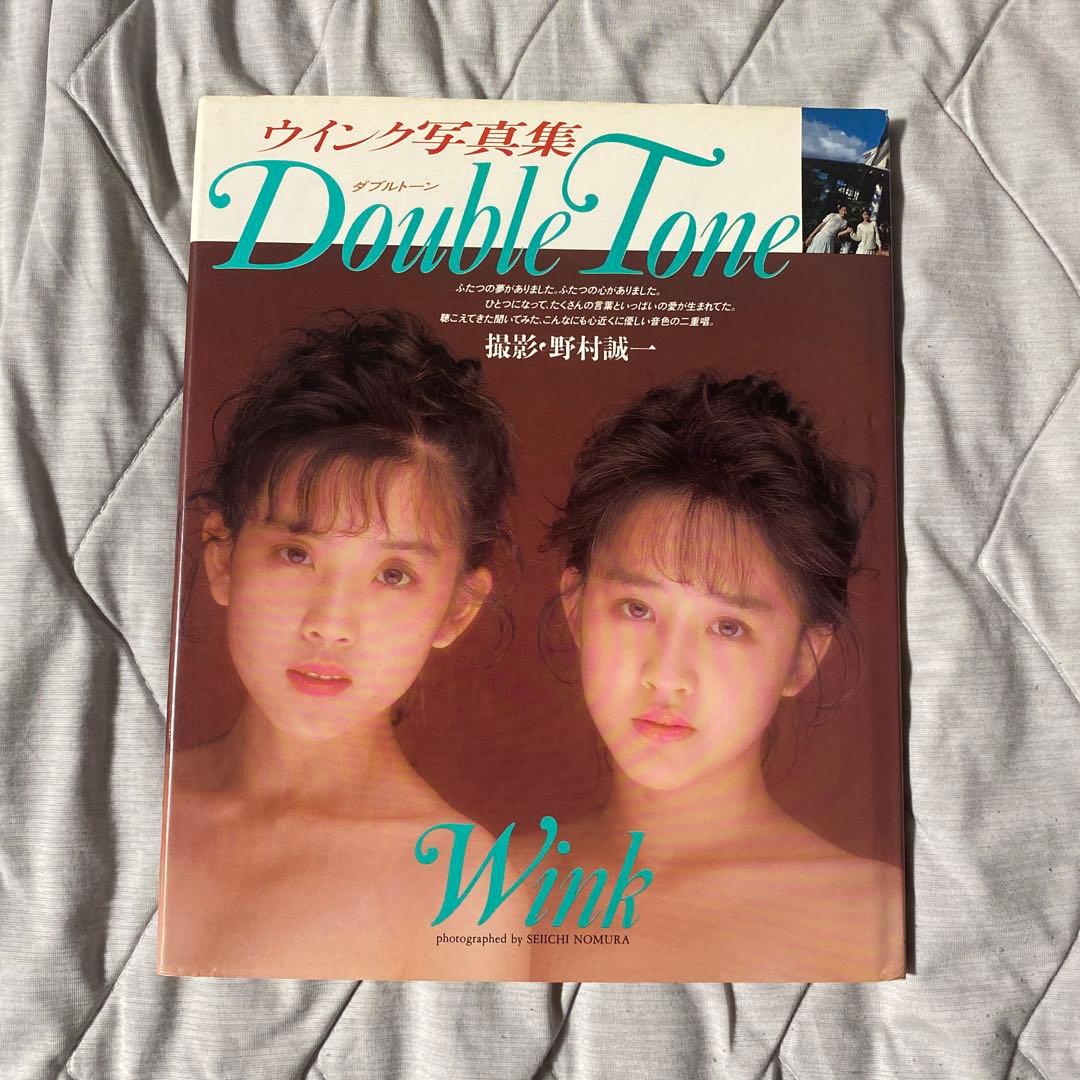 ウインク写真集
ダブルトーン
Double Tone
ふたつの夢がありました。ふたつの心がありました。
ひとつになって、たくさんの言葉といっぱいの愛が生まれてた。
聴こえてきた聞いてみた、こんなにも心近くに優しい音色の二重唱。
撮影・野村誠一
Wink
photographed by SEIICHI NOMURA